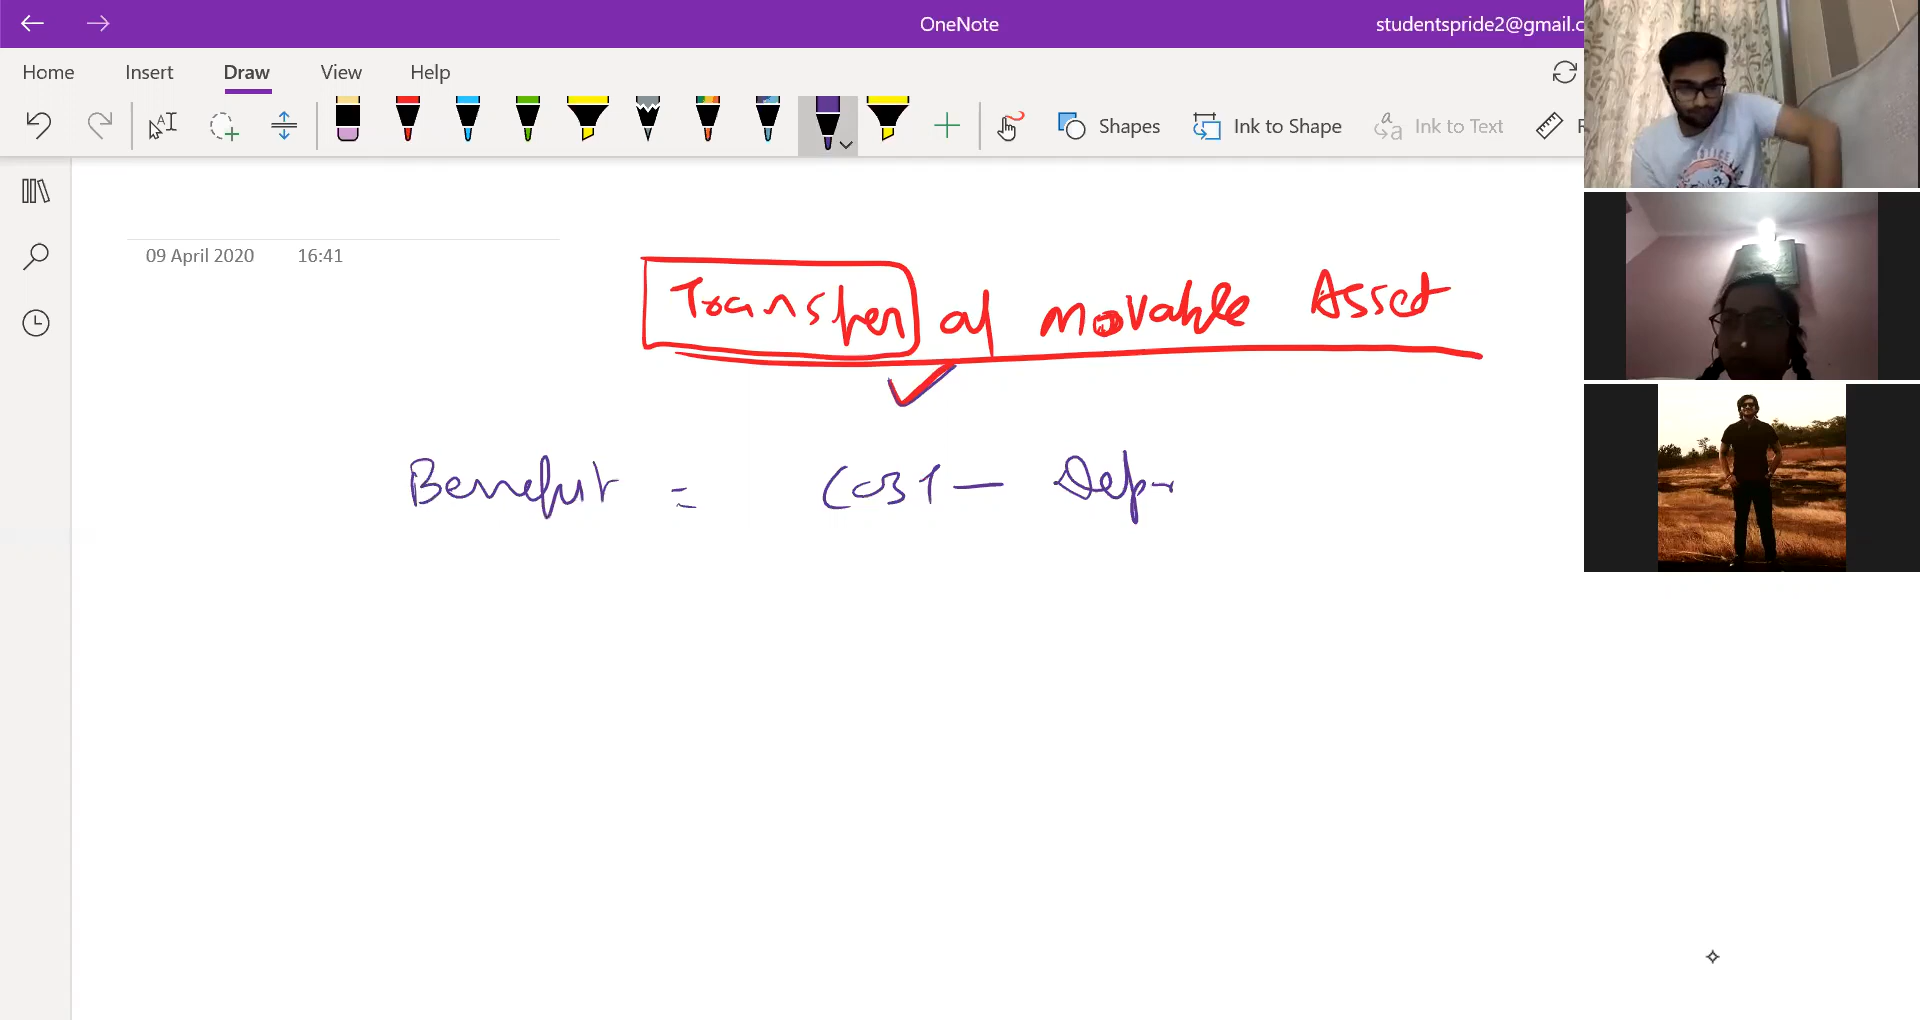 OneNote
studentspride2@gmail.c
Home Insert Draw View Help
Shapes Ink to Shape Ink to Text R
09 April 2020 16:41
Transfer of movable Asset
Benefit = Cost — Depr